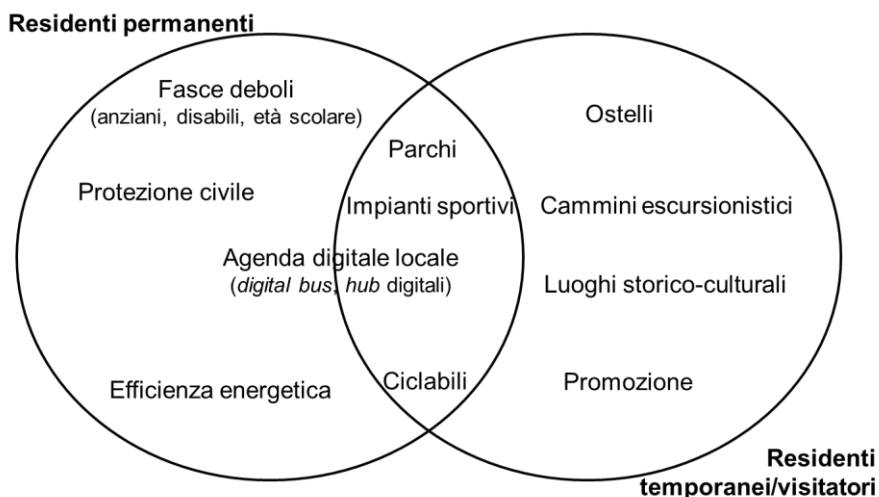 Residenti permanenti
Fasce deboli
(anziani, disabili, età scolare)
Ostelli
Parchi
Protezione civile
Impianti sportivi
Cammini escursionistici
Agenda digitale locale
(digital bus, hub digitali)
Luoghi storico-culturali
Efficienza energetica
Ciclabili
Promozione
Residenti
temporanei/visitatori